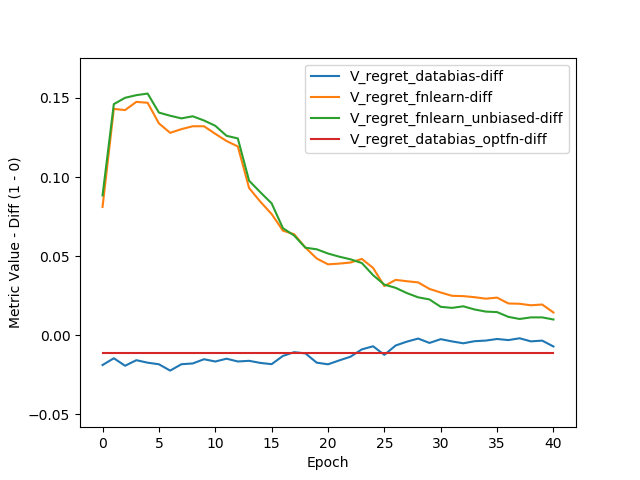 V_regret_databias-diff
V_regret_fnlearn-diff
V_regret_fnlearn_unbiased-diff
V_regret_databias_optfn-diff
Metric Value - Diff (1 - 0)
0.15
0.10
0.05
0.00
−0.05
0 5 10 15 20 25 30 35 40
Epoch